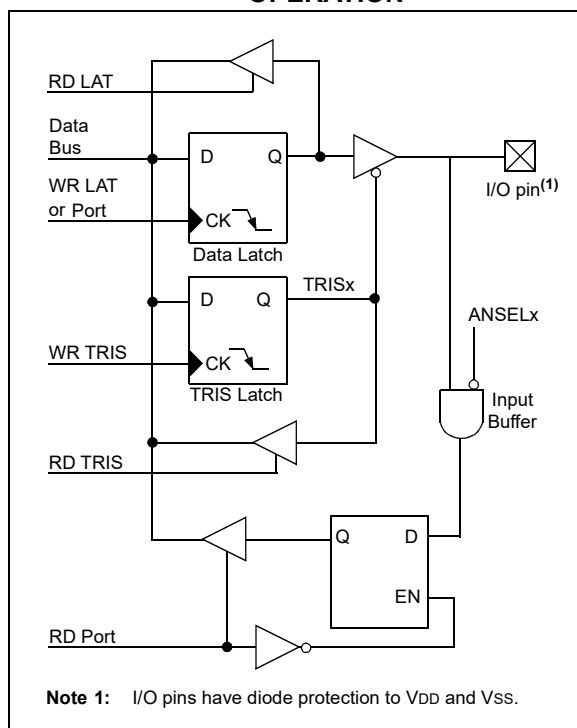 OPERATION
RD LAT
Data
Bus
D Q
WR LAT
or Port
CK
Data Latch
I/O pin(1)
TRISx
D Q
ANSELx
WR TRIS
CK
TRIS Latch
Input
Buffer
RD TRIS
Q D
EN
RD Port
Note 1: I/O pins have diode protection to VDD and VSS.